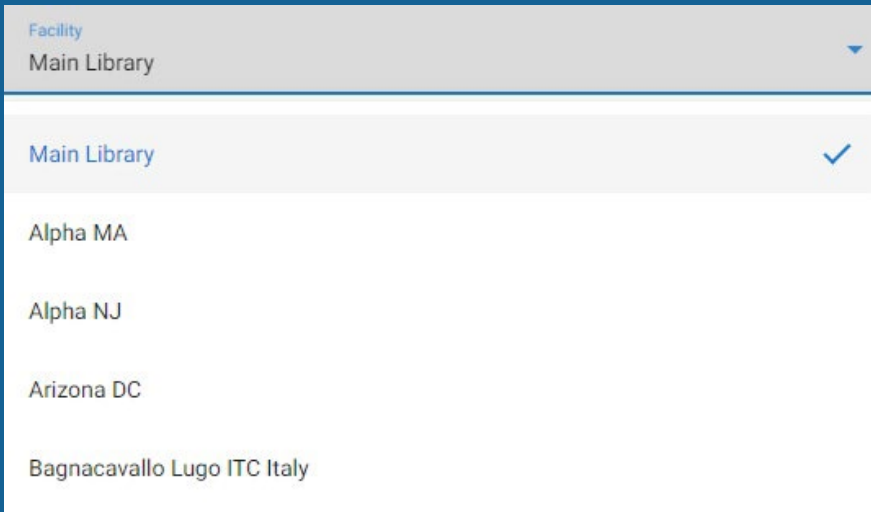 Facility
Main Library
Main Library
Alpha MA
Alpha NJ
Arizona DC
Bagnacavallo Lugo ITC Italy